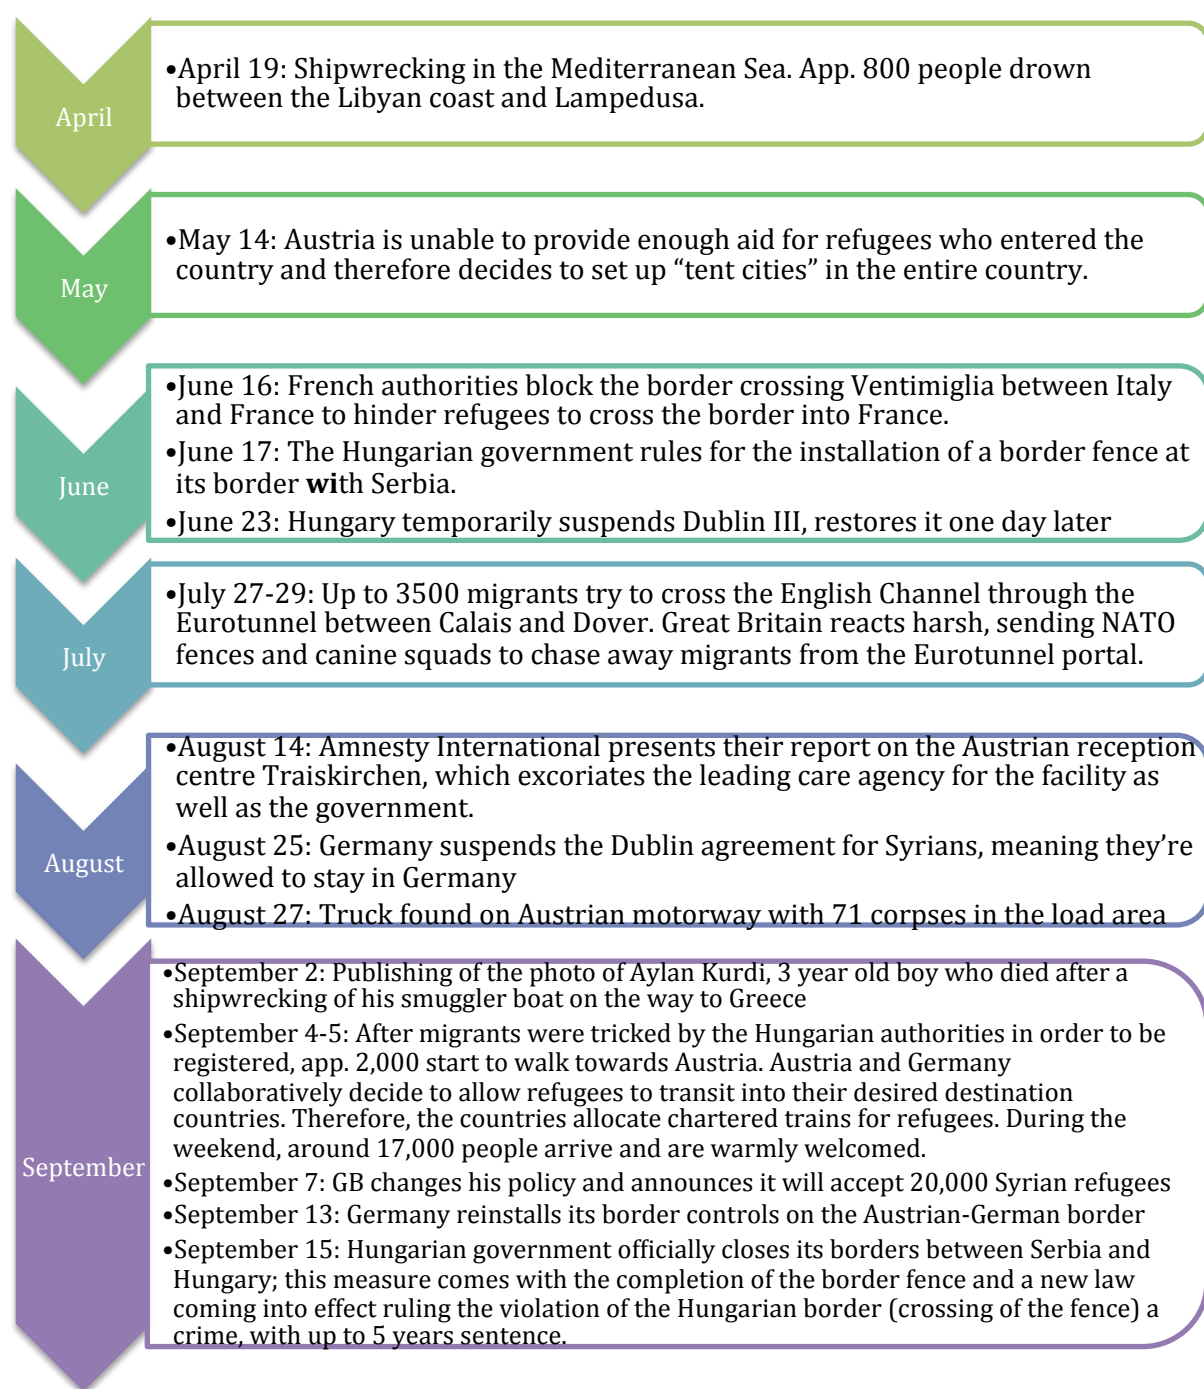 April
•April 19: Shipwrecking in the Mediterranean Sea. App. 800 people drown
between the Libyan coast and Lampedusa.
May
•May 14: Austria is unable to provide enough aid for refugees who entered the
country and therefore decides to set up “tent cities” in the entire country.
June
•June 16: French authorities block the border crossing Ventimiglia between Italy
and France to hinder refugees to cross the border into France.
•June 17: The Hungarian government rules for the installation of a border fence at
its border with Serbia.
•June 23: Hungary temporarily suspends Dublin III, restores it one day later
July
•July 27-29: Up to 3500 migrants try to cross the English Channel through the
Eurotunnel between Calais and Dover. Great Britain reacts harsh, sending NATO
fences and canine squads to chase away migrants from the Eurotunnel portal.
August
•August 14: Amnesty International presents their report on the Austrian reception
centre Traiskirchen, which excoriates the leading care agency for the facility as
well as the government.
•August 25: Germany suspends the Dublin agreement for Syrians, meaning they’re
allowed to stay in Germany
•August 27: Truck found on Austrian motorway with 71 corpses in the load area
September
•September 2: Publishing of the photo of Aylan Kurdi, 3 year old boy who died after a
shipwrecking of his smuggler boat on the way to Greece
•September 4-5: After migrants were tricked by the Hungarian authorities in order to be
registered, app. 2,000 start to walk towards Austria. Austria and Germany
collaboratively decide to allow refugees to transit into their desired destination
countries. Therefore, the countries allocate chartered trains for refugees. During the
weekend, around 17,000 people arrive and are warmly welcomed.
•September 7: GB changes his policy and announces it will accept 20,000 Syrian refugees
•September 13: Germany reinstalls its border controls on the Austrian-German border
•September 15: Hungarian government officially closes its borders between Serbia and
Hungary; this measure comes with the completion of the border fence and a new law
coming into effect ruling the violation of the Hungarian border (crossing of the fence) a
crime, with up to 5 years sentence.